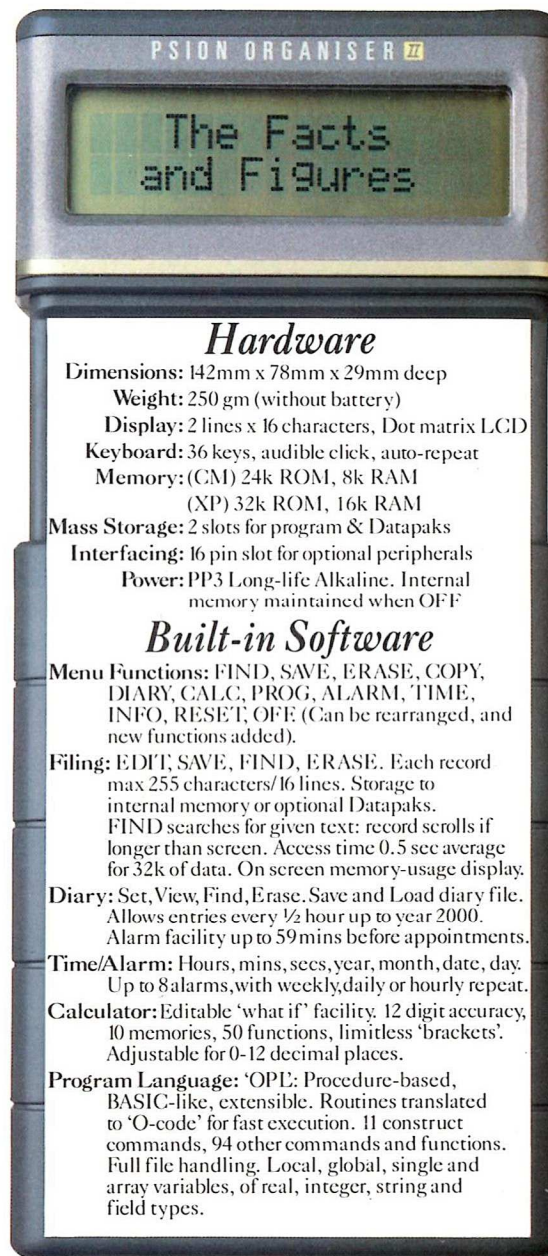 PSION ORGANISER II
The Facts
and Figures
Hardware
Dimensions: 142mm x 78mm x 29mm deep
Weight: 250 gm (without battery)
Display: 2 lines x 16 characters, Dot matrix LCD
Keyboard: 36 keys, audible click, auto-repeat
Memory: (CM) 24k ROM, 8k RAM
(XP) 32k ROM, 16k RAM
Mass Storage: 2 slots for program & Datapaks
Interfacing: 16 pin slot for optional peripherals
Power: PP3 Long-life Alkaline. Internal
memory maintained when OFF
Built-in Software
Menu Functions: FIND, SAVE, ERASE, COPY,
DIARY, CALC, PROG, ALARM, TIME,
INFO, RESET, OFF (Can be rearranged, and
new functions added).
Filing: EDIT, SAVE, FIND, ERASE. Each record
max 255 characters/16 lines. Storage to
internal memory or optional Datapaks.
FIND searches for given text: record scrolls if
longer than screen. Access time 0.5 sec average
for 32k of data. On screen memory-usage display.
Diary: Set, View, Find, Erase. Save and Load diary file.
Allows entries every ½ hour up to year 2000.
Alarm facility up to 59 mins before appointments.
Time/Alarm: Hours, mins, secs, year, month, date, day.
Up to 8 alarms, with weekly, daily or hourly repeat.
Calculator: Editable 'what if' facility. 12 digit accuracy,
10 memories, 50 functions, limitless 'brackets'.
Adjustable for 0-12 decimal places.
Program Language: 'OPL': Procedure-based,
BASIC-like, extensible. Routines translated
to 'O-code' for fast execution. 11 construct
commands, 94 other commands and functions.
Full file handling. Local, global, single and
array variables, of real, integer, string and
field types.